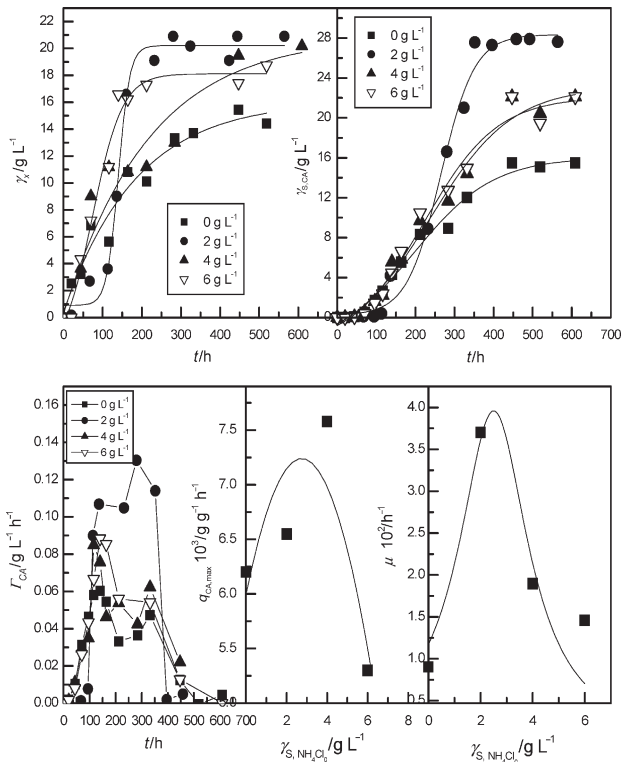 γx/g L⁻¹
22
20
18
16
14
12
10
8
6
4
2
0
0 100 200 300 400 500 600
t/h
0 g L⁻¹
2 g L⁻¹
4 g L⁻¹
6 g L⁻¹
γS,CA/g L⁻¹
28
24
20
16
12
8
4
0
0 100 200 300 400 500 600 700
t/h
0 g L⁻¹
2 g L⁻¹
4 g L⁻¹
6 g L⁻¹
ΓCA/g L⁻¹ h⁻¹
0.16
0.14
0.12
0.10
0.08
0.06
0.04
0.02
0.00
0 100 200 300 400 500 600 700
t/h
0 g L⁻¹
2 g L⁻¹
4 g L⁻¹
6 g L⁻¹
qCA,max 10³/g g⁻¹ h⁻¹
7.5
7.0
6.5
6.0
5.5
5.0
2 4 6 8
γS, NH₄Cl₀/g L⁻¹
μ 10²/h⁻¹
4.0
3.5
3.0
2.5
2.0
1.5
1.0
0.5
0 2 4 6
γS, NH₄Cl₀/g L⁻¹